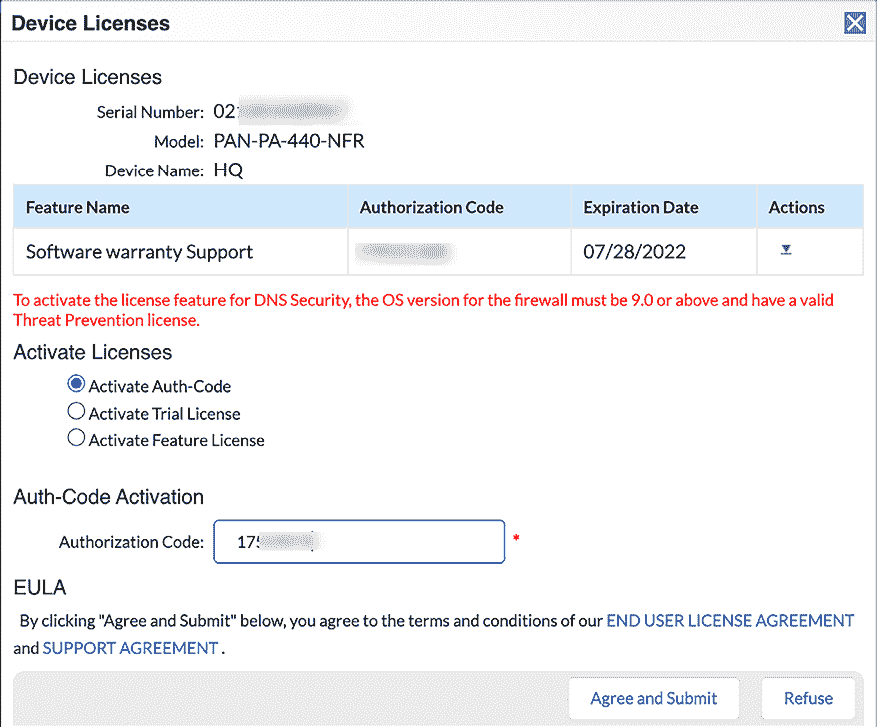 Device Licenses
Device Licenses
Serial Number: 02
Model: PAN-PA-440-NFR
Device Name: HQ
Feature Name Authorization Code Expiration Date Actions
Software warranty Support 07/28/2022
To activate the license feature for DNS Security, the OS version for the firewall must be 9.0 or above and have a valid
Threat Prevention license.
Activate Licenses
Activate Auth-Code
Activate Trial License
Activate Feature License
Auth-Code Activation
Authorization Code: 175 *
EULA
By clicking "Agree and Submit" below, you agree to the terms and conditions of our END USER LICENSE AGREEMENT
and SUPPORT AGREEMENT .
Agree and Submit Refuse